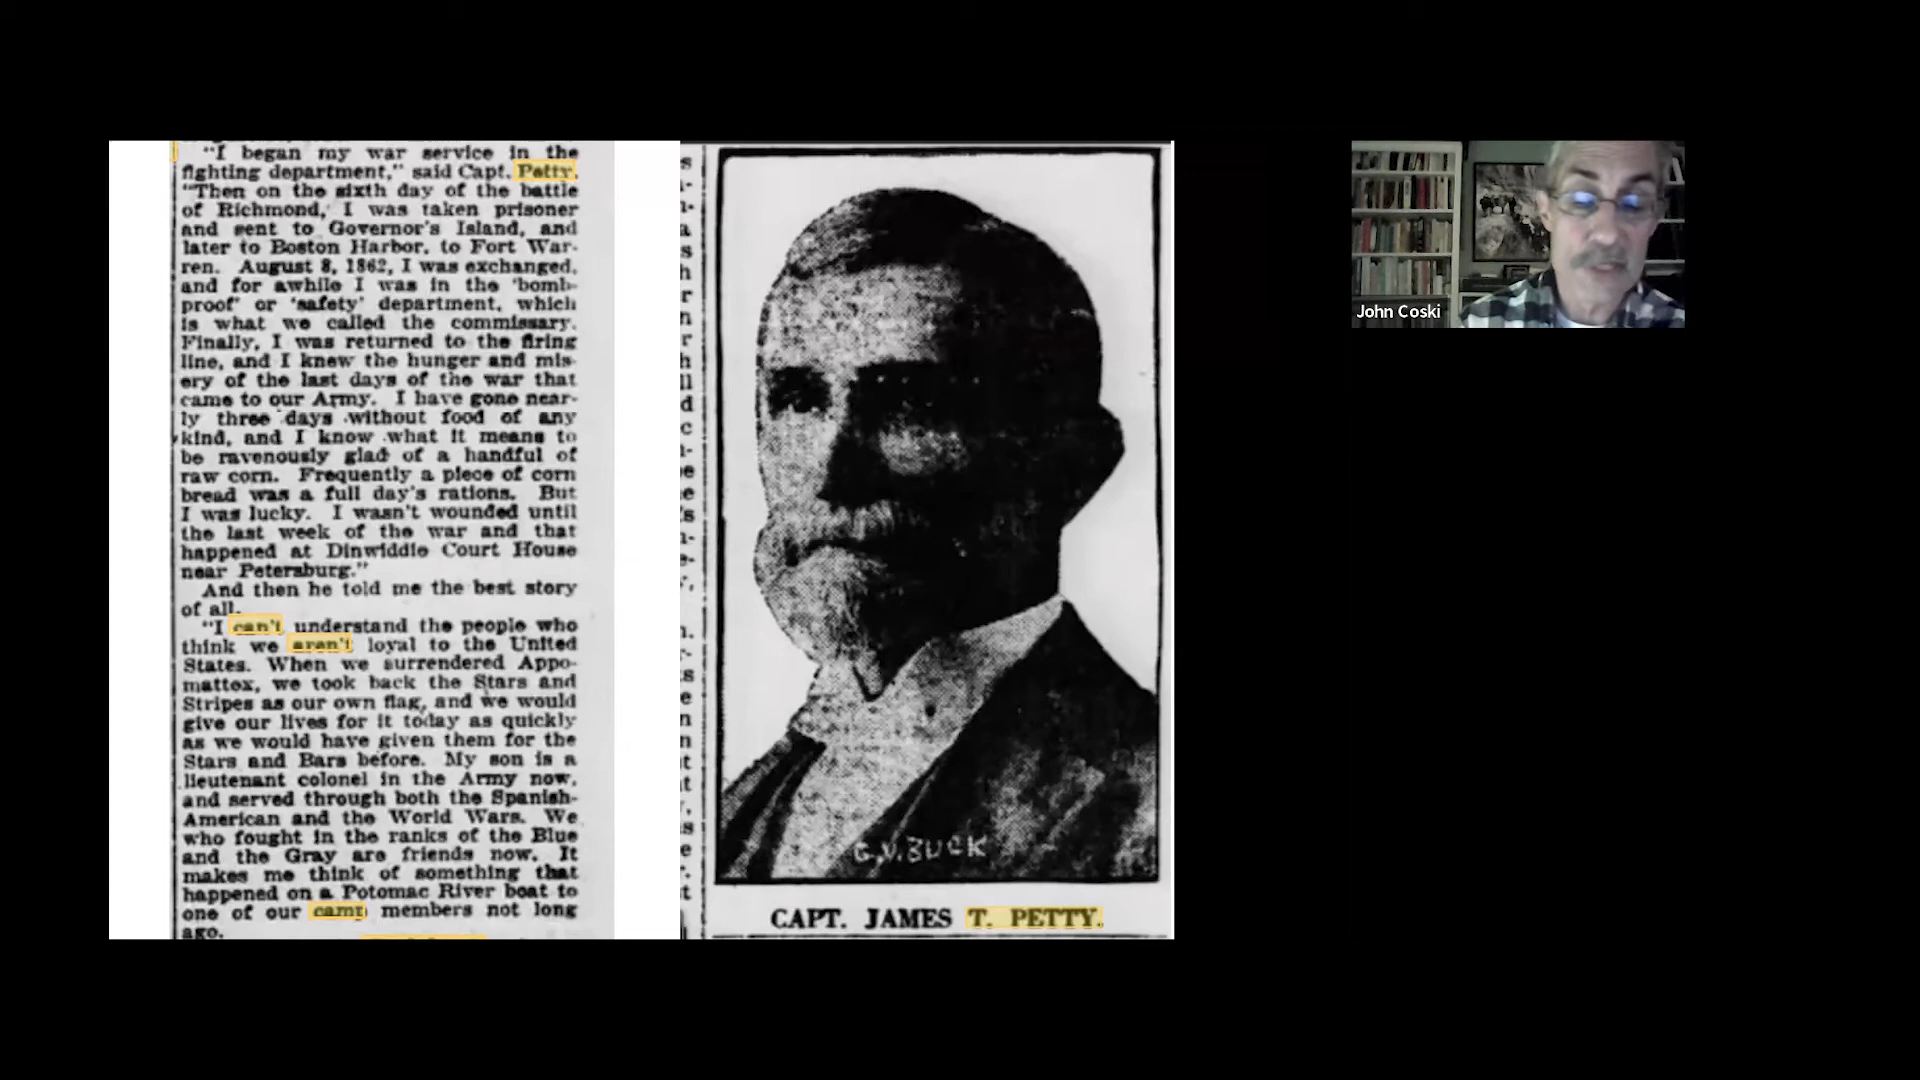 "I began my war service in the
fighting department," said Capt. Petty.
"Then on the sixth day of the battle
of Richmond, I was taken prisoner
and sent to Governor's Island, and
later to Boston Harbor, to Fort War-
ren. August 8, 1862, I was exchanged,
and for awhile I was in the 'bomb-
proof' or 'safety' department, which
is what we called the commissary.
Finally, I was returned to the firing
line, and I knew the hunger and mis-
ery of the last days of the war that
came to our Army. I have gone near-
ly three days without food of any
kind, and I know what it means to
be ravenously glad of a handful of
raw corn. Frequently a piece of corn
bread was a full day's rations. But
I was lucky. I wasn't wounded until
the last week of the war and that
happened at Dinwiddie Court House
near Petersburg."
And then he told me the best story
of all.
"I can't understand the people who
think we aren't loyal to the United
States. When we surrendered Appo-
mattox, we took back the Stars and
Stripes as our own flag, and we would
give our lives for it today as quickly
as we would have given them for the
Stars and Bars before. My son is a
lieutenant colonel in the Army now,
and served through both the Spanish-
American and the World Wars. We
who fought in the ranks of the Blue
and the Gray are friends now. It
makes me think of something that
happened on a Potomac River boat to
one of our camp members not long
ago.
G.V. BUCK
CAPT. JAMES T. PETTY.
John Coski